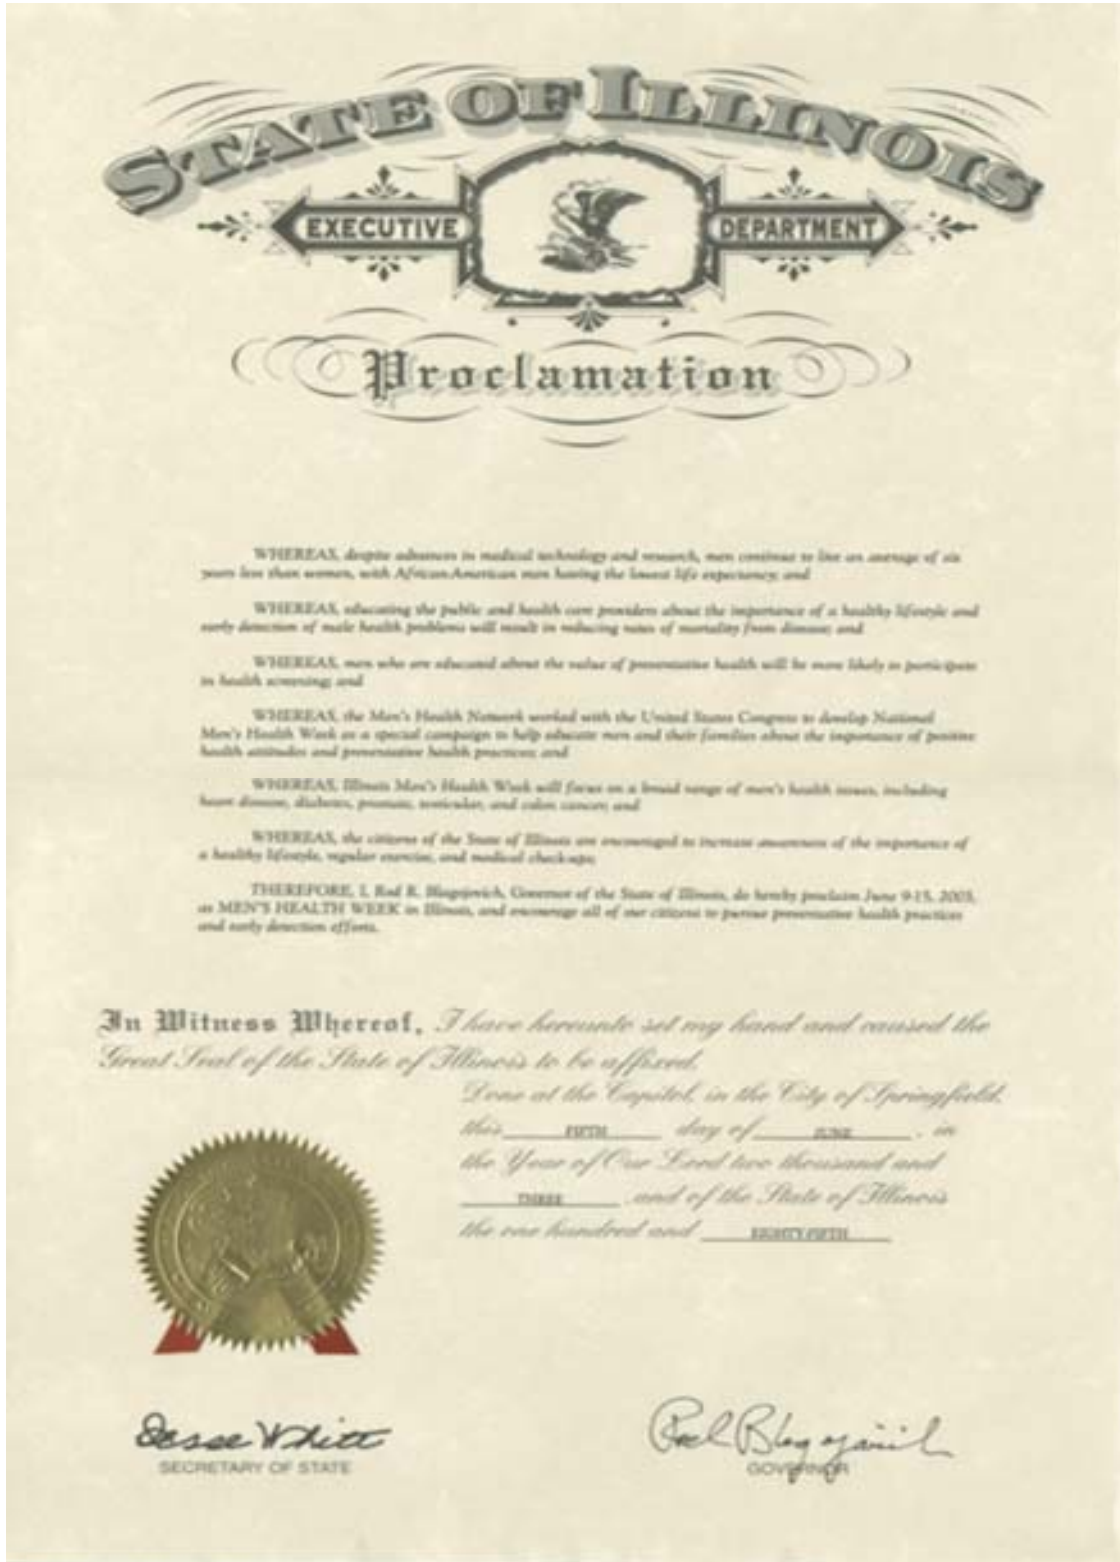 STATE OF ILLINOIS
EXECUTIVE DEPARTMENT
Proclamation
WHEREAS, despite advances in medical technology and research, men continue to live an average of six
years less than women, with African-American men having the lowest life expectancy; and
WHEREAS, educating the public and health care providers about the importance of a healthy lifestyle and
early detection of male health problems will result in reducing rates of mortality from disease; and
WHEREAS, men who are educated about the value of preventative health will be more likely to participate
in health screening; and
WHEREAS, the Men's Health Network worked with the United States Congress to develop National
Men's Health Week as a special campaign to help educate men and their families about the importance of positive
health attitudes and preventative health practices; and
WHEREAS, Illinois Men's Health Week will focus on a broad range of men's health issues, including
heart disease, diabetes, prostate, testicular, and colon cancer; and
WHEREAS, the citizens of the State of Illinois are encouraged to increase awareness of the importance of
a healthy lifestyle, regular exercise, and medical check-ups;
THEREFORE, I, Rod R. Blagojevich, Governor of the State of Illinois, do hereby proclaim June 9-15, 2003,
as MEN'S HEALTH WEEK in Illinois, and encourage all of our citizens to pursue preventative health practices
and early detection efforts.
In Witness Whereof, I have hereunto set my hand and caused the
Great Seal of the State of Illinois to be affixed.
Done at the Capitol, in the City of Springfield,
this FIFTH day of JUNE, in
the Year of Our Lord two thousand and
THREE, and of the State of Illinois
the one hundred and EIGHTY-FIFTH
Jesse White
SECRETARY OF STATE
Rod Blagojevich
GOVERNOR